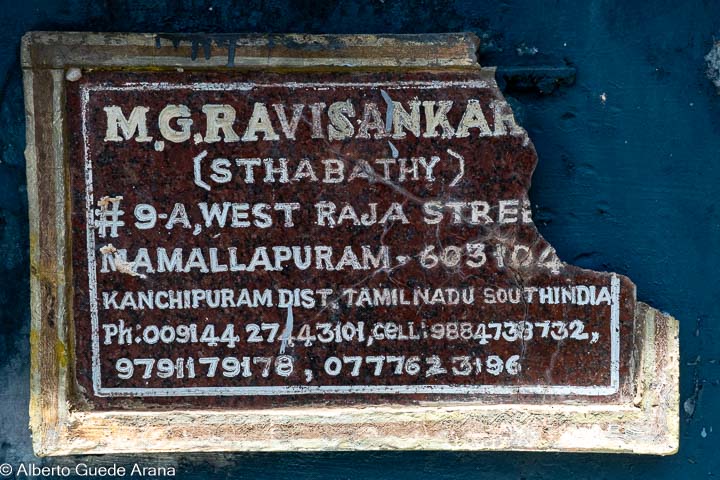 M.G.RAVISANKAR
(STHABATHY)
# 9-A, WEST RAJA STREE
MAMALLAPURAM - 603104
KANCHIPURAM DIST. TAMILNADU SOUTHINDIA
Ph: 009144 27443101, Cell: 9884738732,
9791179178, 07777623196
© Alberto Guede Arana